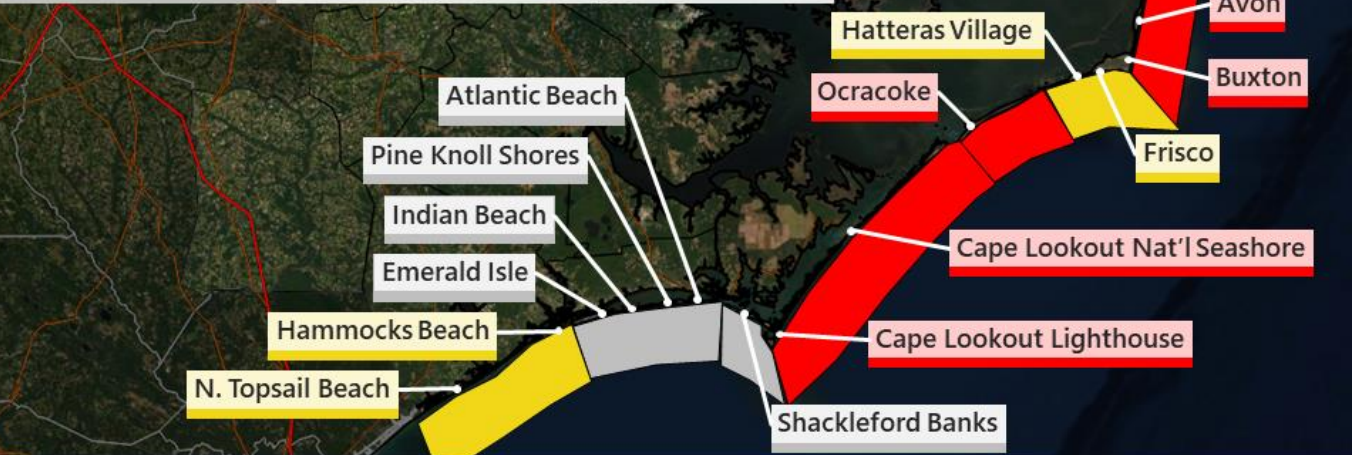 Avon
Hatteras Village
Buxton
Ocracoke
Atlantic Beach
Frisco
Pine Knoll Shores
Indian Beach
Cape Lookout Nat'l Seashore
Emerald Isle
Hammocks Beach
Cape Lookout Lighthouse
N. Topsail Beach
Shackleford Banks